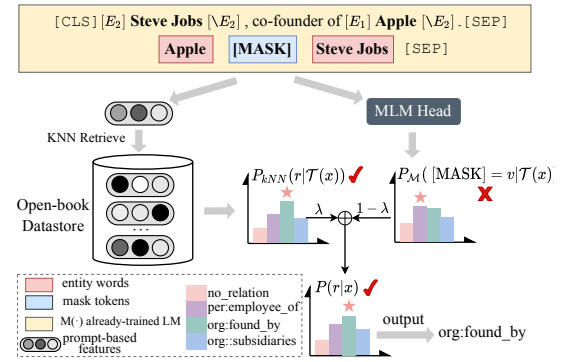 [CLS] [E₂] Steve Jobs [\E₂] , co-founder of [E₁] Apple [\E₂] . [SEP]
Apple [MASK] Steve Jobs [SEP]
KNN Retrieve
MLM Head
Open-book
Datastore
...
P_{kNN}(r|𝒯(x))
P_ℳ( [MASK] = v|𝒯(x)
λ
1 − λ
entity words
mask tokens
M(·) already-trained LM
prompt-based
features
no_relation
per:employee_of
org:found_by
org::subsidiaries
P(r|x)
output
org:found_by